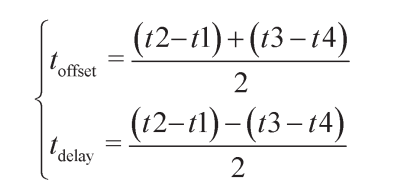 t_offset = ((t2−t1)+(t3−t4))/2
t_delay = ((t2−t1)−(t3−t4))/2